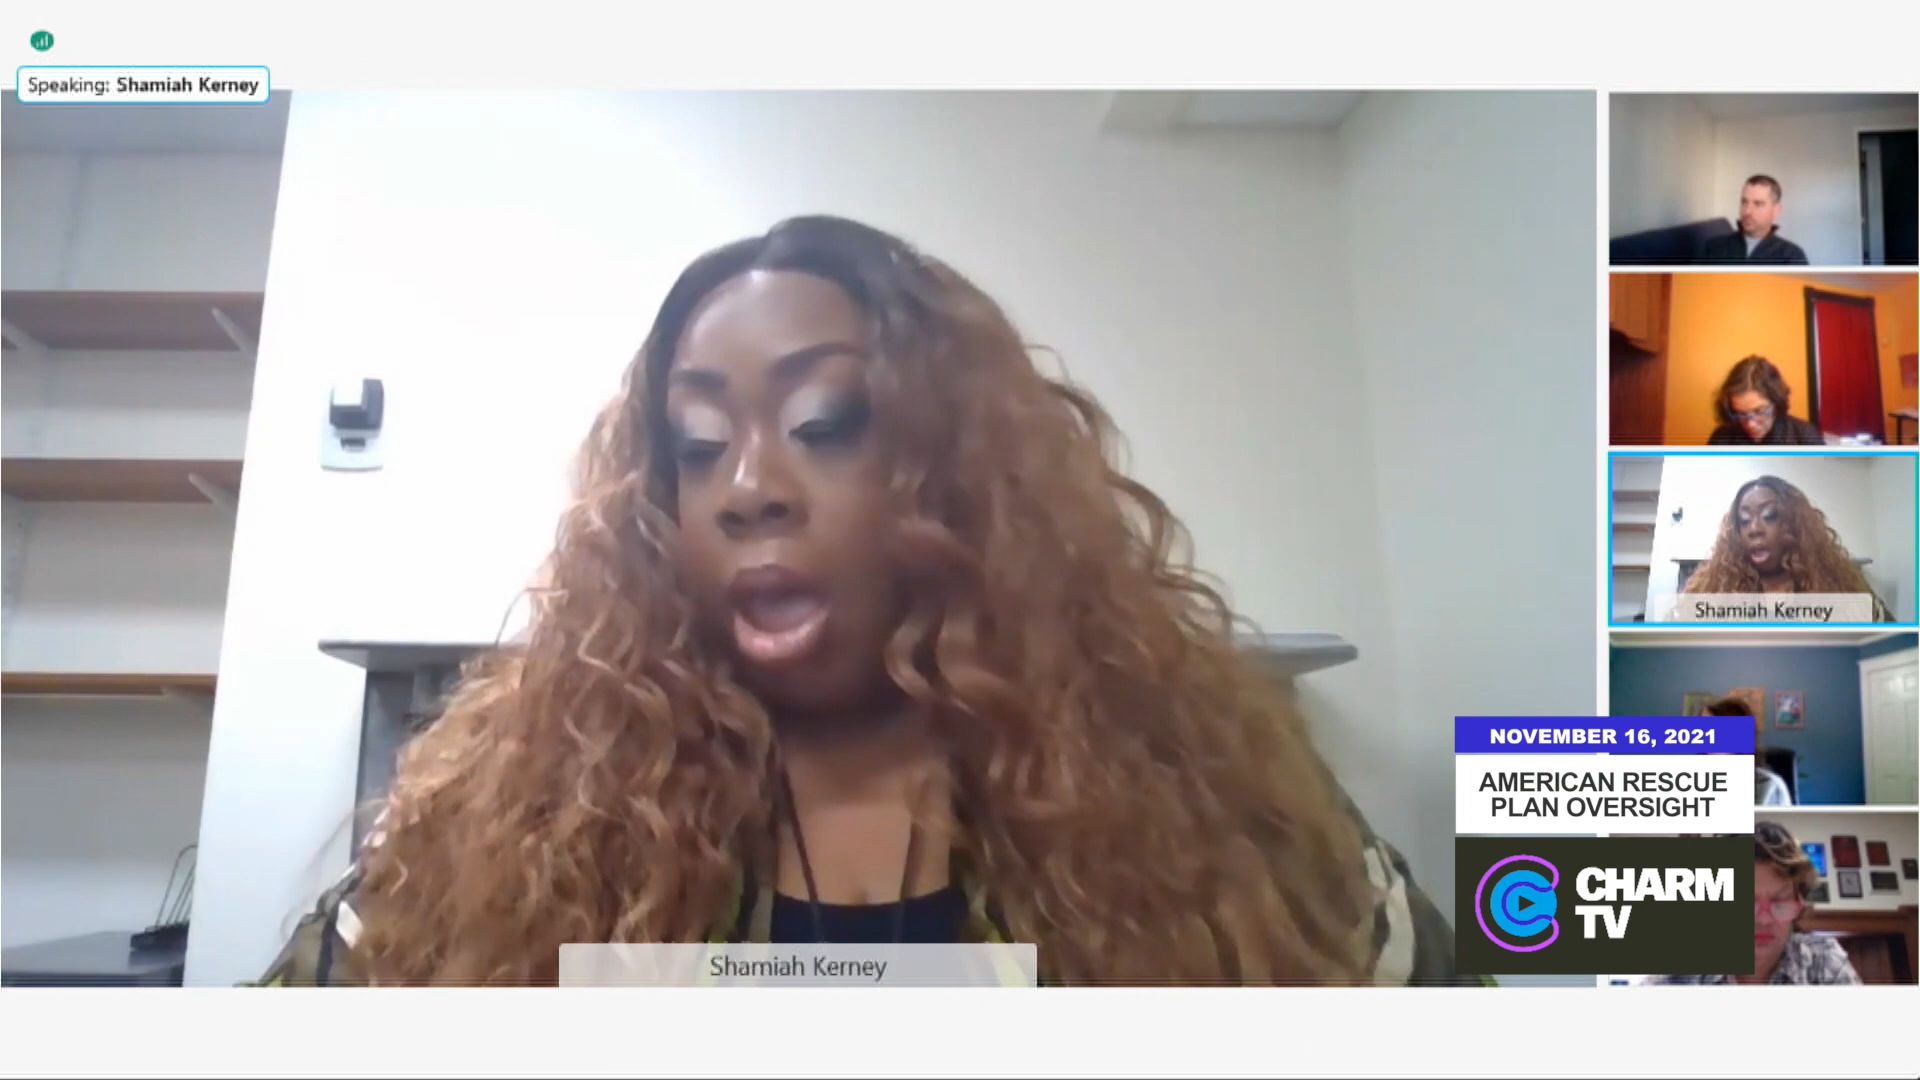 Speaking: Shamiah Kerney
Shamiah Kerney
Shamiah Kerney
NOVEMBER 16, 2021
AMERICAN RESCUE
PLAN OVERSIGHT
CHARM
TV